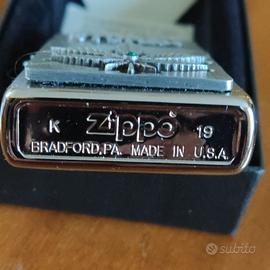 K Zippo 19
BRADFORD, PA. MADE IN U.S.A.
subito